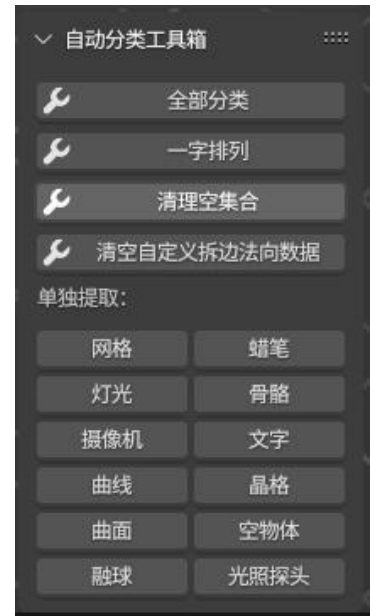 自动分类工具箱
全部分类
一字排列
清理空集合
清空自定义拆边法向数据
单独提取：
网格 蜡笔
灯光 骨骼
摄像机 文字
曲线 晶格
曲面 空物体
融球 光照探头